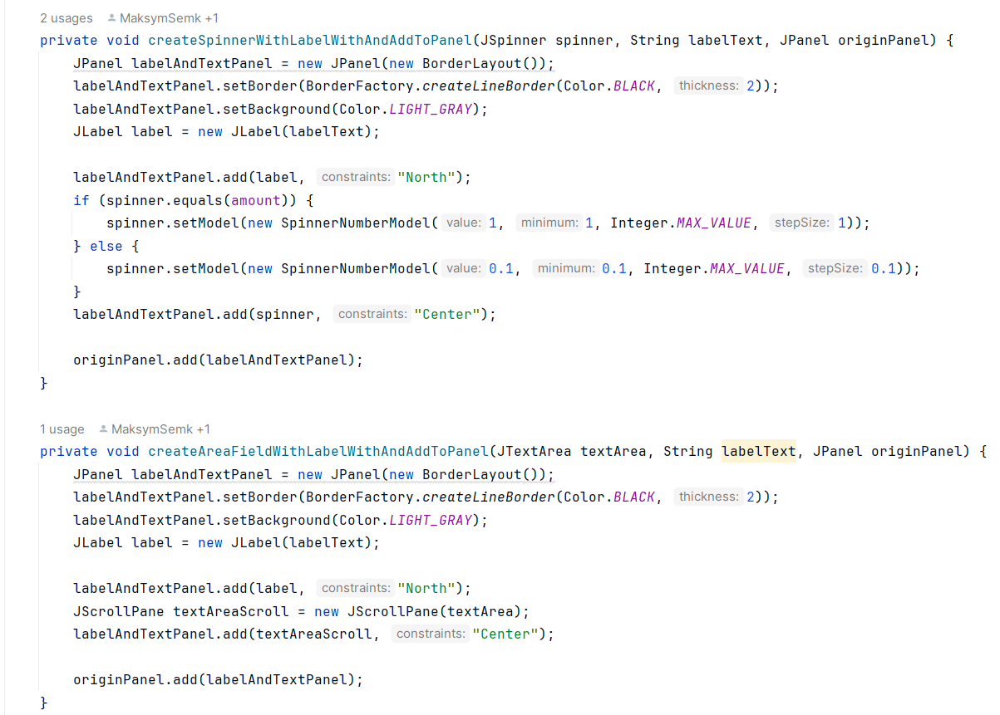 2 usages MaksymSemk +1
private void createSpinnerWithLabelWithAndAddToPanel(JSpinner spinner, String labelText, JPanel originPanel) {
    JPanel labelAndTextPanel = new JPanel(new BorderLayout());
    labelAndTextPanel.setBorder(BorderFactory.createLineBorder(Color.BLACK, thickness: 2));
    labelAndTextPanel.setBackground(Color.LIGHT_GRAY);
    JLabel label = new JLabel(labelText);

    labelAndTextPanel.add(label, constraints: "North");
    if (spinner.equals(amount)) {
        spinner.setModel(new SpinnerNumberModel( value: 1, minimum: 1, Integer.MAX_VALUE, stepSize: 1));
    } else {
        spinner.setModel(new SpinnerNumberModel( value: 0.1, minimum: 0.1, Integer.MAX_VALUE, stepSize: 0.1));
    }
    labelAndTextPanel.add(spinner, constraints: "Center");

    originPanel.add(labelAndTextPanel);
}

1 usage MaksymSemk +1
private void createAreaFieldWithLabelWithAndAddToPanel(JTextArea textArea, String labelText, JPanel originPanel) {
    JPanel labelAndTextPanel = new JPanel(new BorderLayout());
    labelAndTextPanel.setBorder(BorderFactory.createLineBorder(Color.BLACK, thickness: 2));
    labelAndTextPanel.setBackground(Color.LIGHT_GRAY);
    JLabel label = new JLabel(labelText);

    labelAndTextPanel.add(label, constraints: "North");
    JScrollPane textAreaScroll = new JScrollPane(textArea);
    labelAndTextPanel.add(textAreaScroll, constraints: "Center");

    originPanel.add(labelAndTextPanel);
}